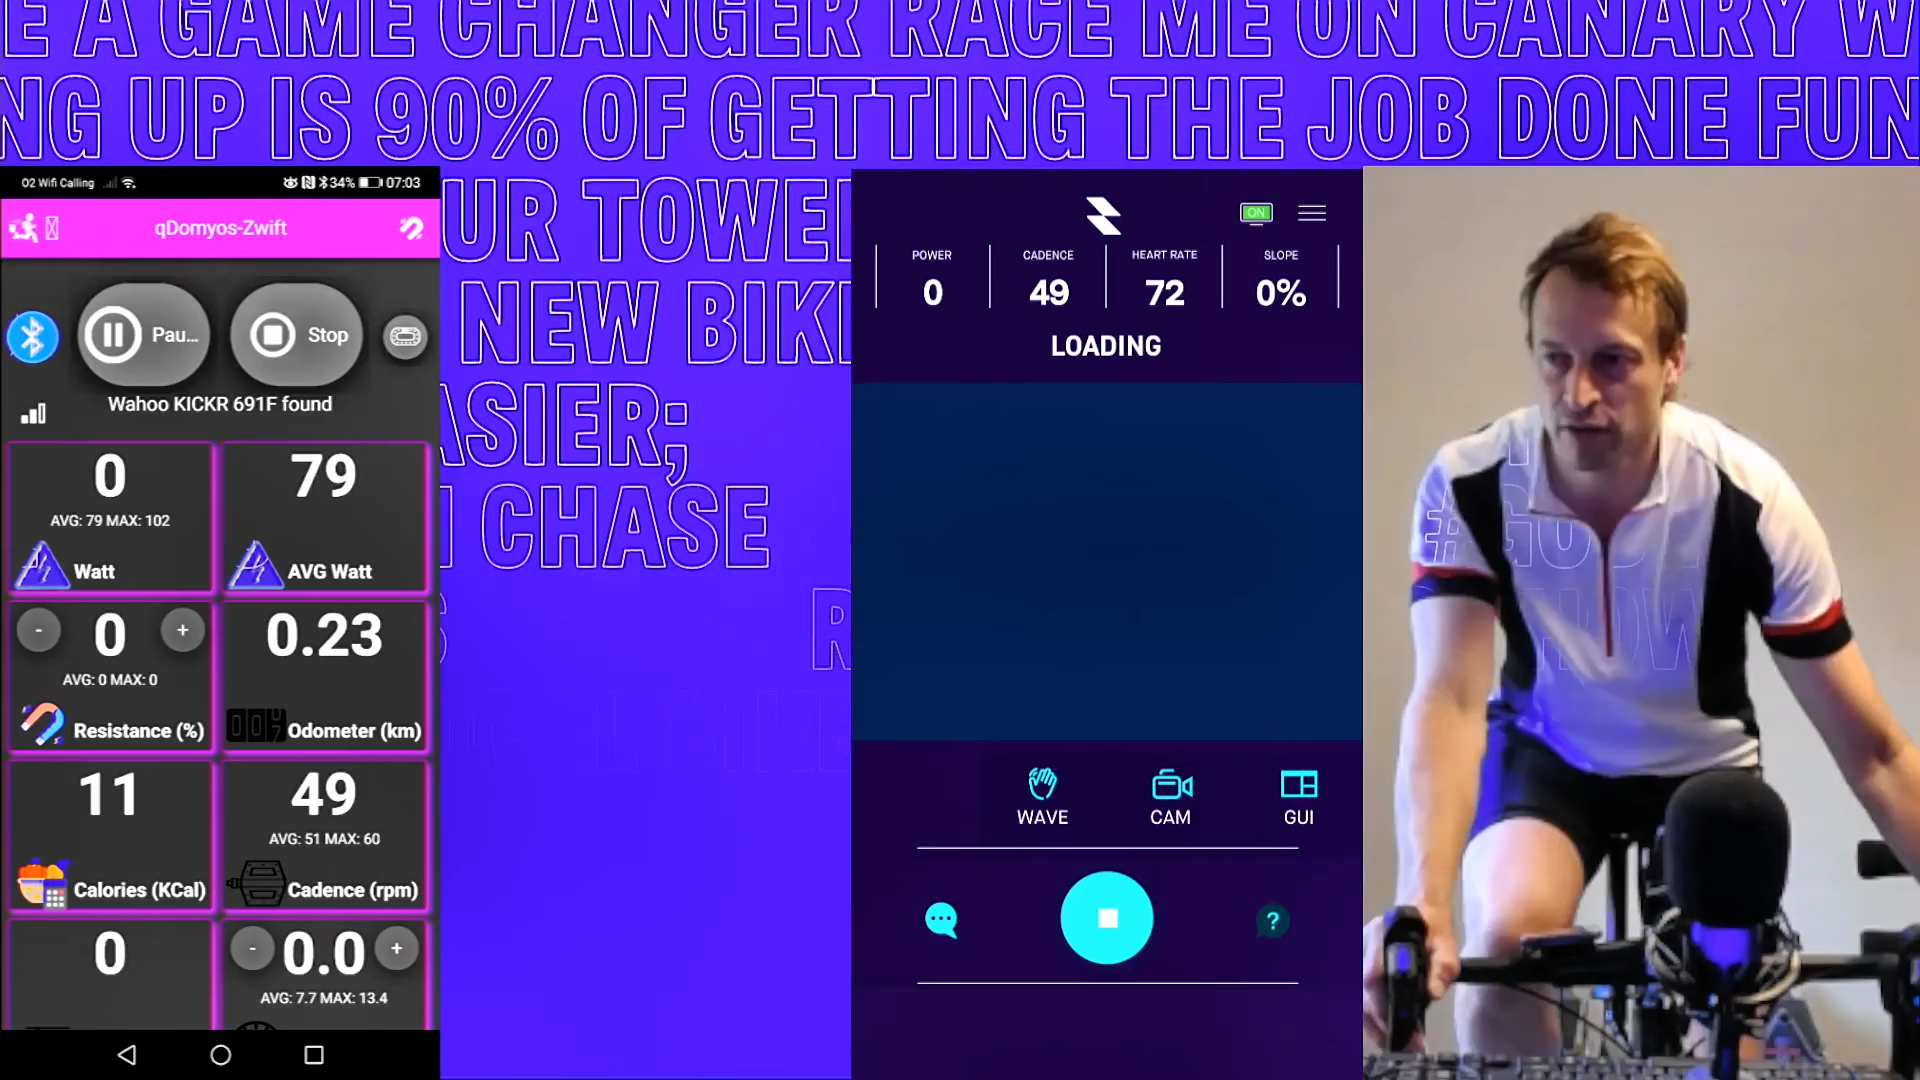 E A GAME CHANGER RACE ME ON CANARY W
NG UP IS 90% OF GETTING THE JOB DONE FUN
UR TOWE
NEW BIK
ASIER;
CHASE
R
O2 Wifi Calling
34%
07:03
qDomyos-Zwift
Pau...
Stop
Wahoo KICKR 691F found
0
AVG: 79 MAX: 102
Watt
79
AVG Watt
-
0
+
AVG: 0 MAX: 0
Resistance (%)
0.23
Odometer (km)
11
Calories (KCal)
49
AVG: 51 MAX: 60
Cadence (rpm)
0
-
0.0
+
AVG: 7.7 MAX: 13.4
ON
POWER
0
CADENCE
49
HEART RATE
72
SLOPE
0%
LOADING
WAVE
CAM
GUI
?